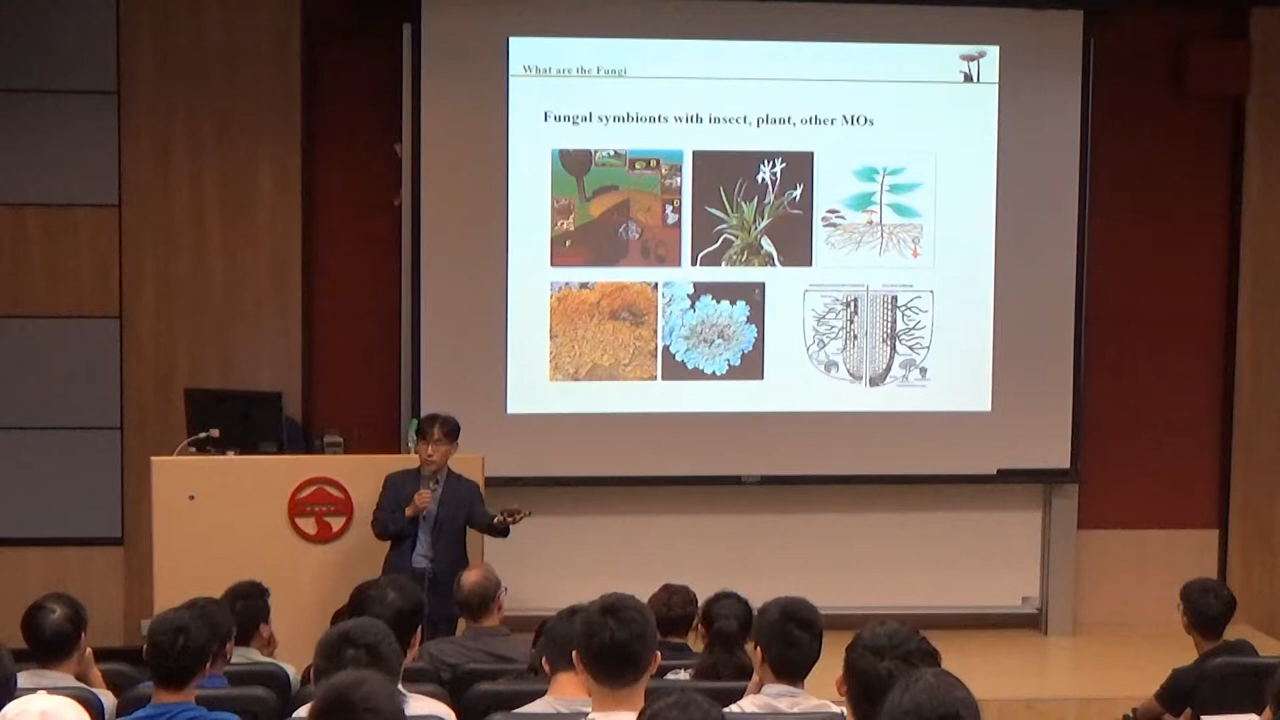 What are the Fungi
Fungal symbionts with insect, plant, other MOs